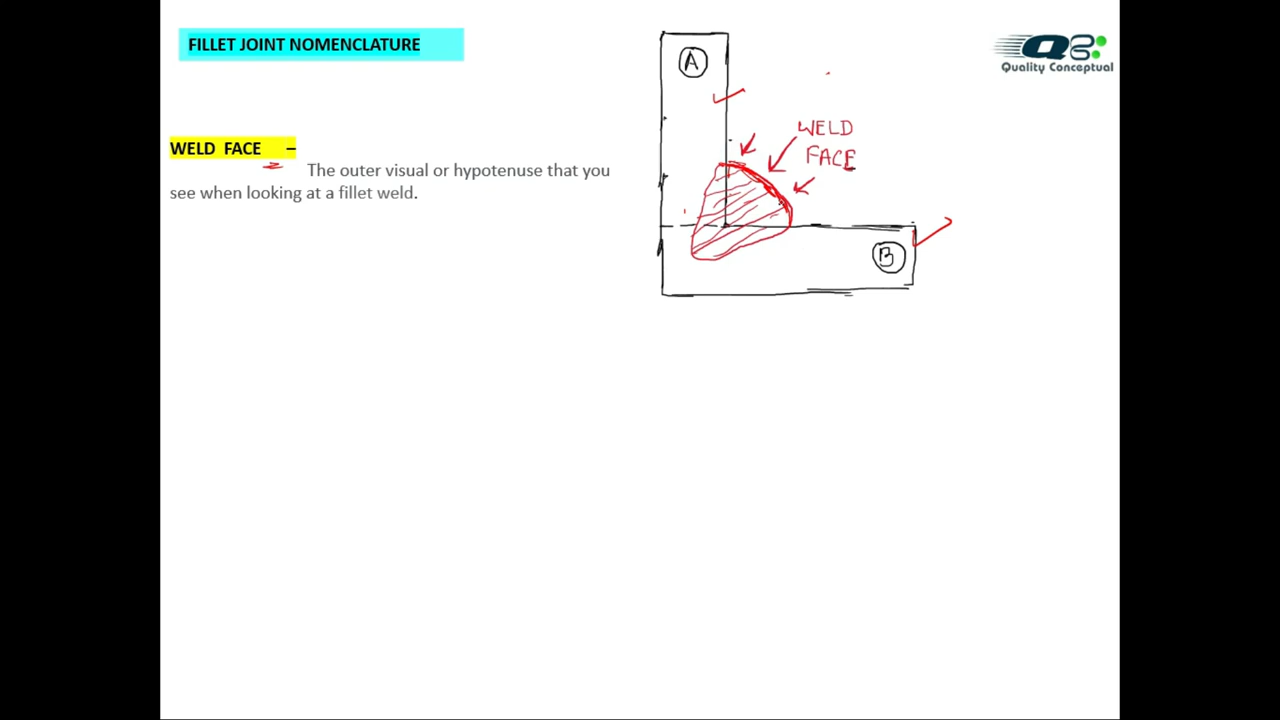 FILLET JOINT NOMENCLATURE
Quality Conceptual
A
WELD
FACE
WELD FACE –
The outer visual or hypotenuse that you
see when looking at a fillet weld.
B